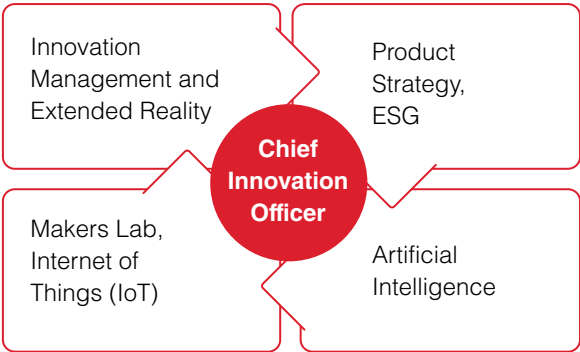 Innovation
Management and
Extended Reality
Product
Strategy,
ESG
Chief
Innovation
Officer
Makers Lab,
Internet of
Things (IoT)
Artificial
Intelligence